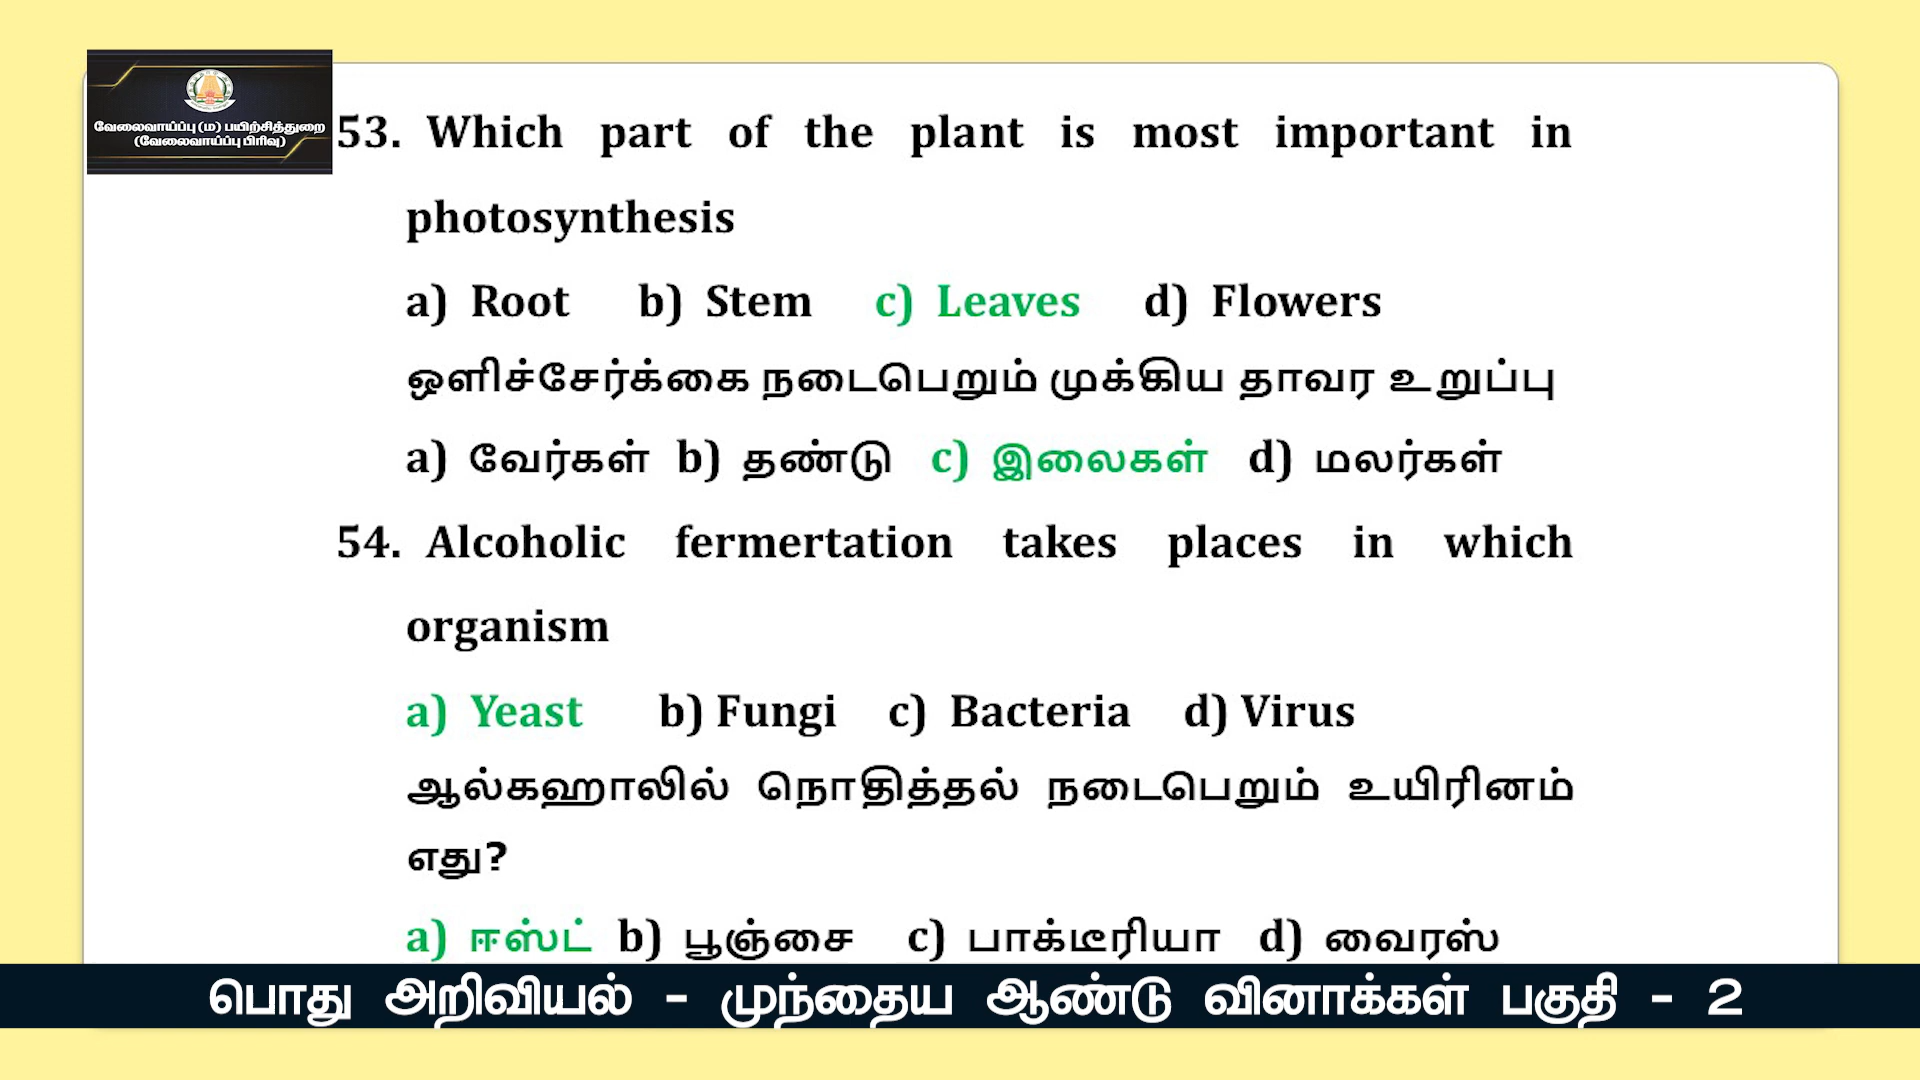 வேலைவாய்ப்பு (ம) பயிற்சித்துறை
(வேலைவாய்ப்பு பிரிவு)
53. Which part of the plant is most important in
photosynthesis
a) Root b) Stem c) Leaves d) Flowers
ஒளிச்சேர்க்கை நடைபெறும் முக்கிய தாவர உறுப்பு
a) வேர்கள் b) தண்டு c) இலைகள் d) மலர்கள்
54. Alcoholic fermertation takes places in which
organism
a) Yeast b) Fungi c) Bacteria d) Virus
ஆல்கஹாலில் நொதித்தல் நடைபெறும் உயிரினம்
எது?
a) ஈஸ்ட் b) பூஞ்சை c) பாக்டீரியா d) வைரஸ்
பொது அறிவியல் - முந்தைய ஆண்டு வினாக்கள் பகுதி - 2